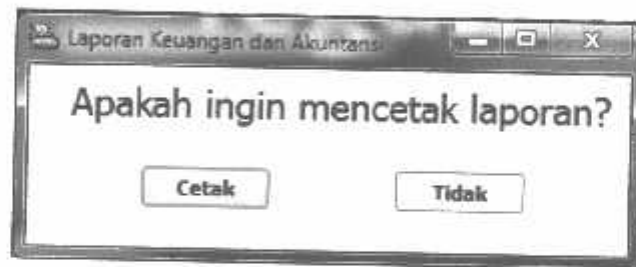 Laporan Keuangan dan Akuntansi
Apakah ingin mencetak laporan?
Cetak
Tidak